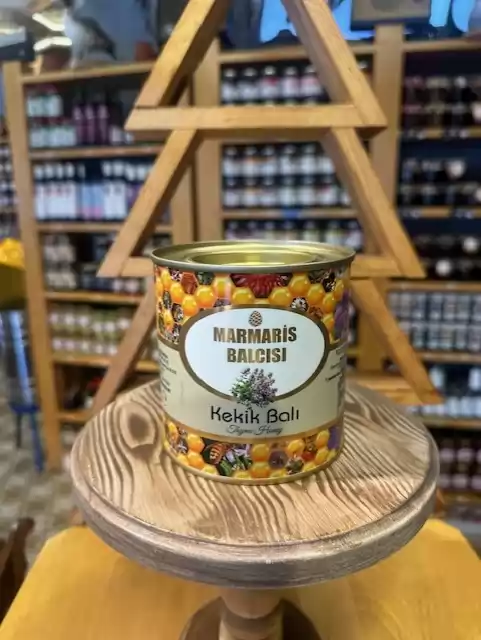 MARMARİS
BALCISI
Kekik Balı
Thyme Honey